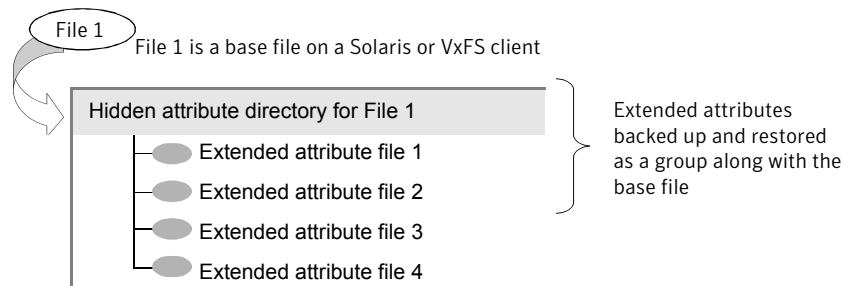 File 1
File 1 is a base file on a Solaris or VxFS client
Hidden attribute directory for File 1
Extended attribute file 1
Extended attribute file 2
Extended attribute file 3
Extended attribute file 4
Extended attributes
backed up and restored
as a group along with the
base file